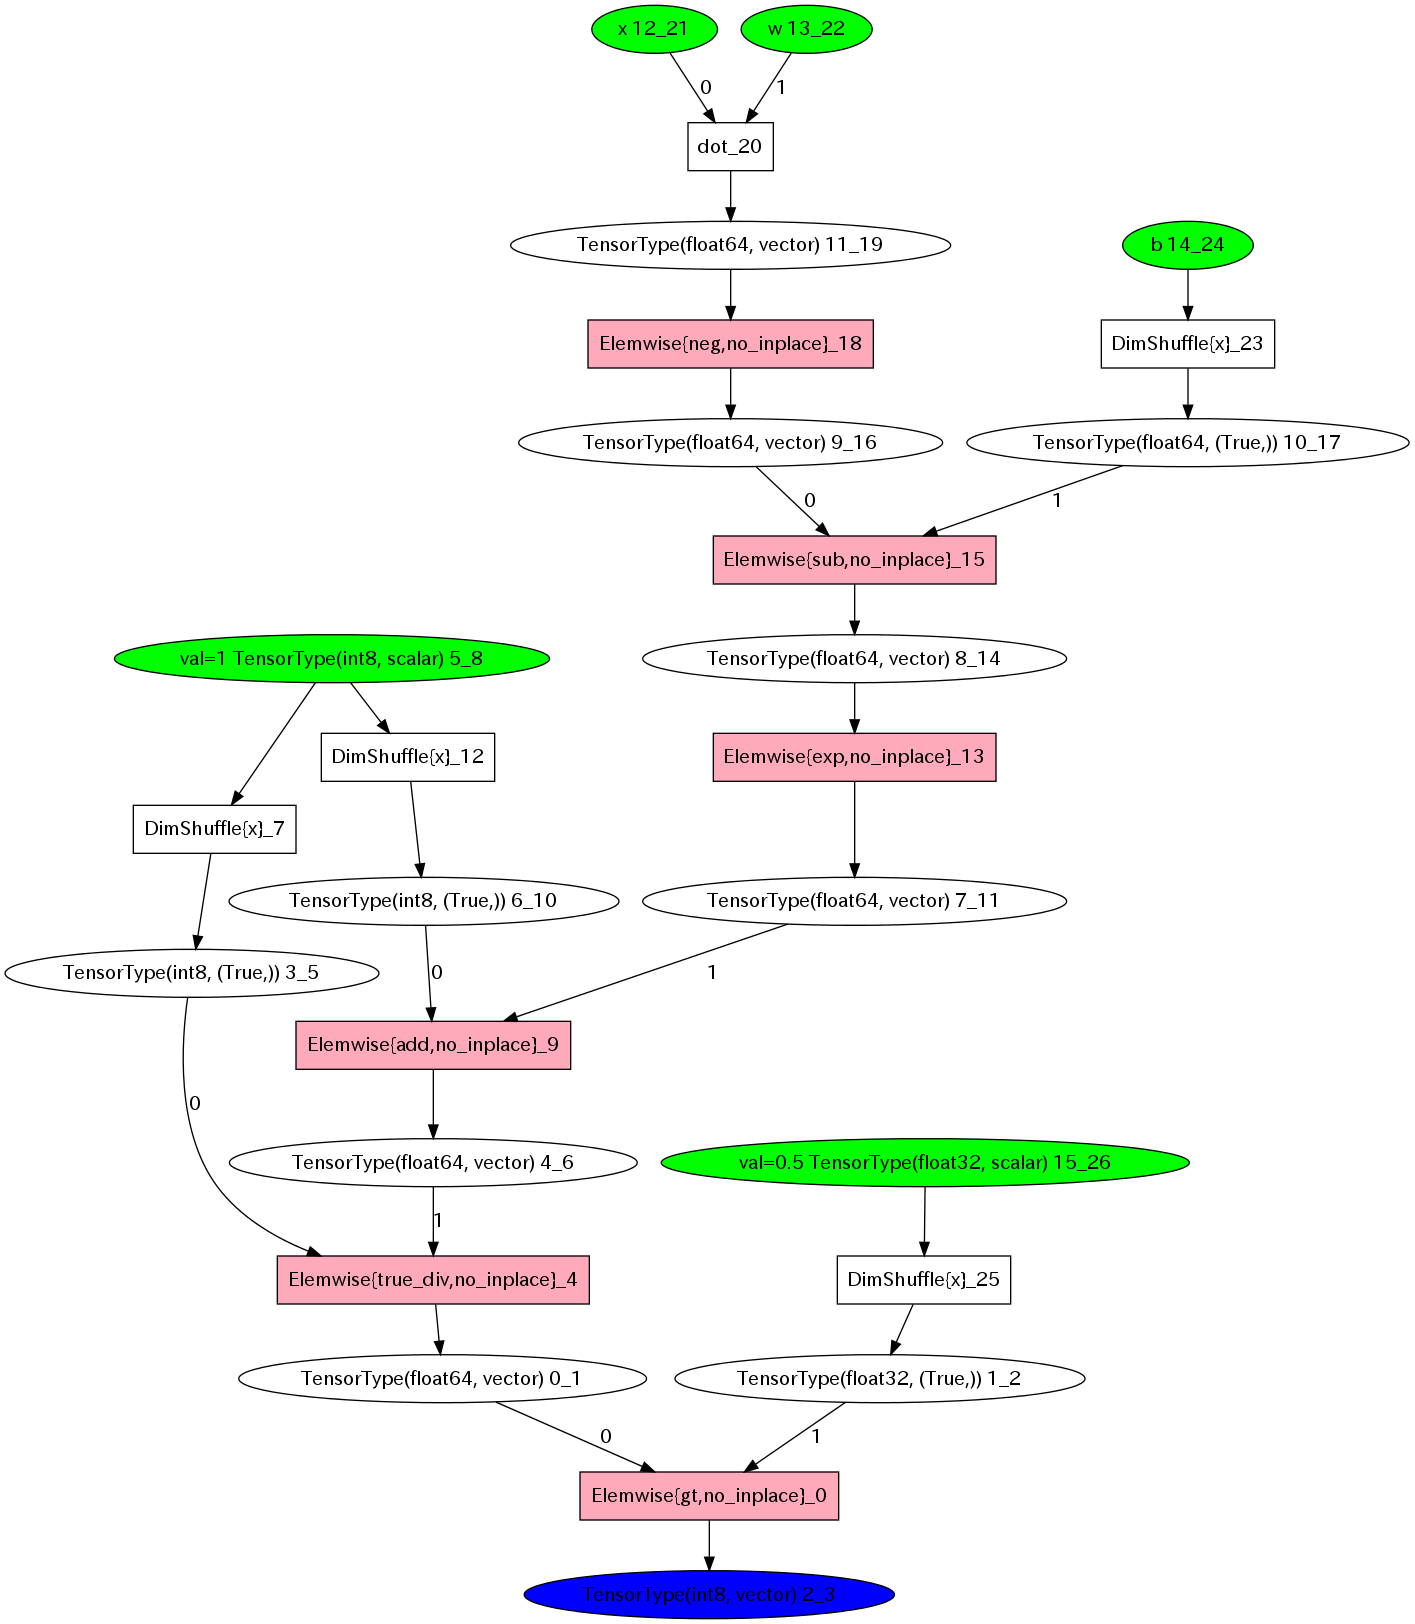 x 12_21
w 13_22
0
1
dot_20
TensorType(float64, vector) 11_19
b 14_24
Elemwise{neg,no_inplace}_18
DimShuffle{x}_23
TensorType(float64, vector) 9_16
TensorType(float64, (True,)) 10_17
0
1
Elemwise{sub,no_inplace}_15
val=1 TensorType(int8, scalar) 5_8
TensorType(float64, vector) 8_14
DimShuffle{x}_12
Elemwise{exp,no_inplace}_13
DimShuffle{x}_7
TensorType(int8, (True,)) 6_10
TensorType(float64, vector) 7_11
TensorType(int8, (True,)) 3_5
0
1
Elemwise{add,no_inplace}_9
0
TensorType(float64, vector) 4_6
val=0.5 TensorType(float32, scalar) 15_26
1
Elemwise{true_div,no_inplace}_4
DimShuffle{x}_25
TensorType(float64, vector) 0_1
TensorType(float32, (True,)) 1_2
0
1
Elemwise{gt,no_inplace}_0
TensorType(int8, vector) 2_3